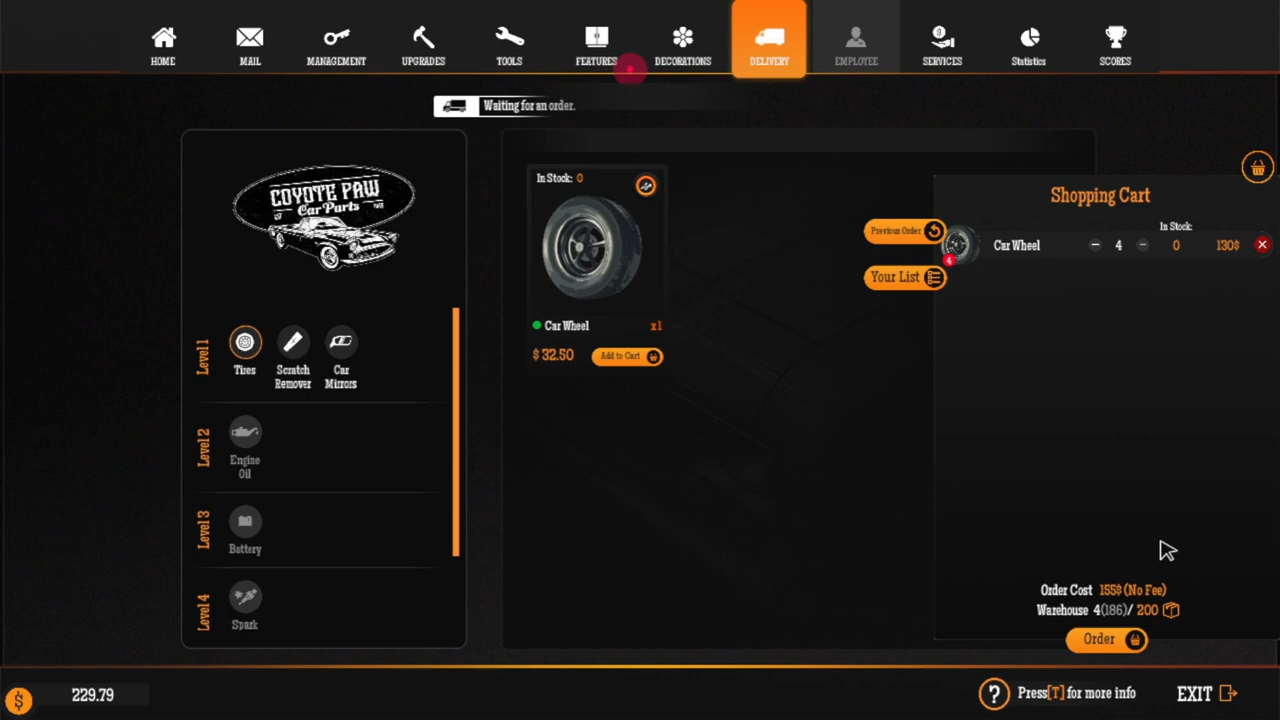 HOME
MAIL
MANAGEMENT
UPGRADES
TOOLS
FEATURES
DECORATIONS
DELIVERY
EMPLOYEE
SERVICES
Statistics
SCORES
Waiting for an order.
COYOTE PAW
Car Parts
Level 1
Tires
Scratch
Remover
Car
Mirrors
Level 2
Engine
Oil
Level 3
Battery
Level 4
Spark
In Stock: 0
Car Wheel x1
$ 32.50
Add to Cart
Previous Order
Your List
Shopping Cart
In Stock:
4
Car Wheel - 4 - 0 130$
Order Cost 155$ (No Fee)
Warehouse 4(186)/ 200
Order
$ 229.79
? Press[T] for more info
EXIT